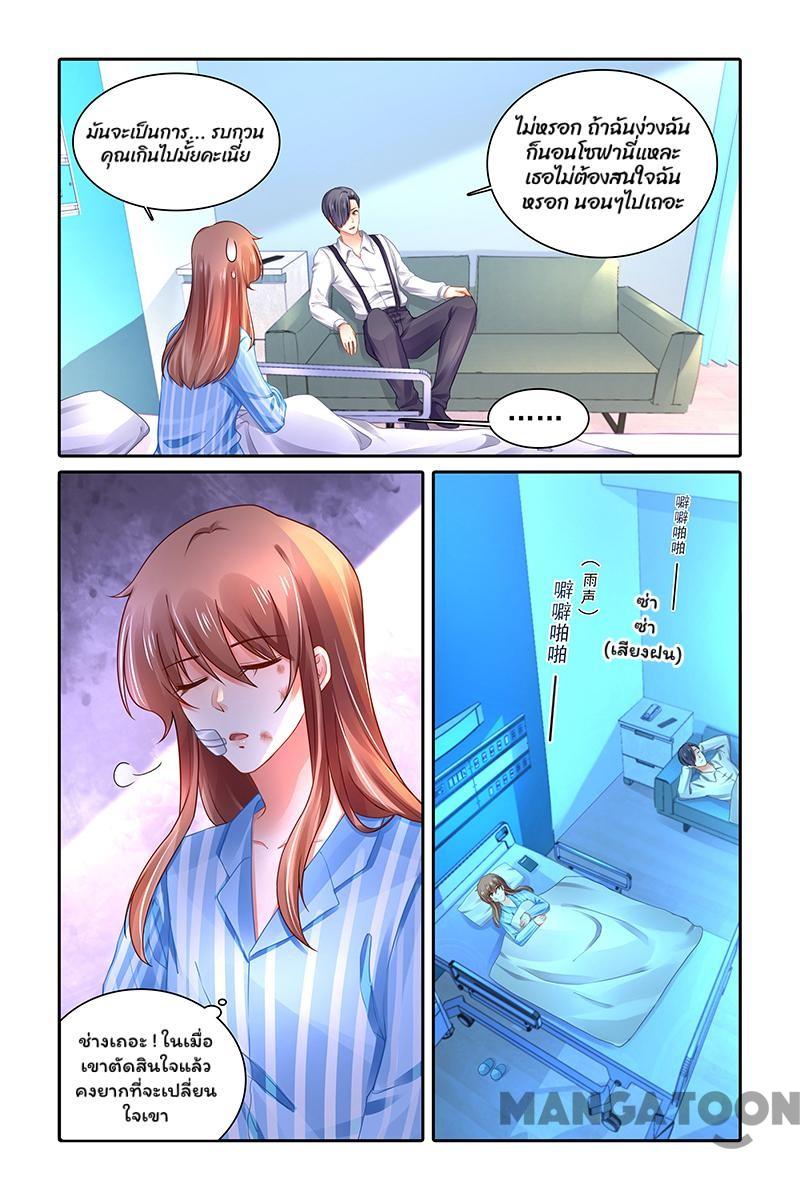 มันจะเป็นการ... รบกวน
คุณเกินไปมั้ยคะเนี่ย
ไม่หรอก ถ้าฉันง่วงฉัน
ก็นอนโซฟานี่แหละ
เธอไม่ต้องสนใจฉัน
หรอก นอนๆไปเถอะ
......
ช่างเถอะ ! ในเมื่อ
เขาตัดสินใจแล้ว
คงยากที่จะเปลี่ยน
ใจเขา
噼噼啪啪——
(雨声)
噼噼啪啪——
ซ่า
ซ่า
(เสียงฝน)
MANGATOON